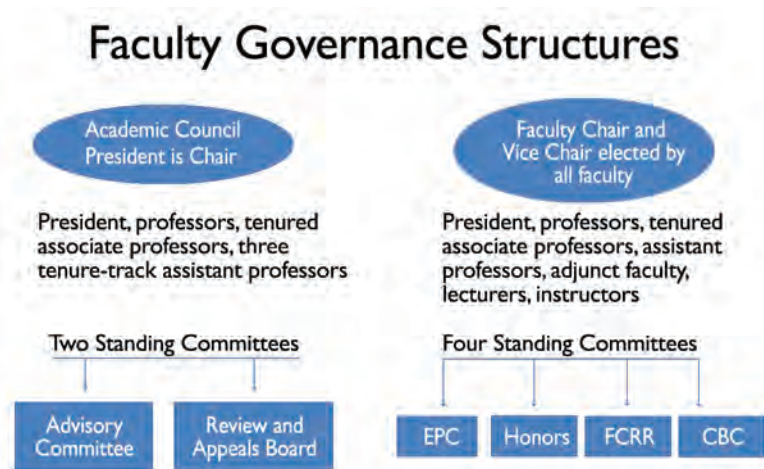 Faculty Governance Structures
Academic Council
President is Chair
President, professors, tenured
associate professors, three
tenure-track assistant professors
Two Standing Committees
Advisory
Committee
Review and
Appeals Board
Faculty Chair and
Vice Chair elected by
all faculty
President, professors, tenured
associate professors, assistant
professors, adjunct faculty,
lecturers, instructors
Four Standing Committees
EPC
Honors
FCRR
CBC